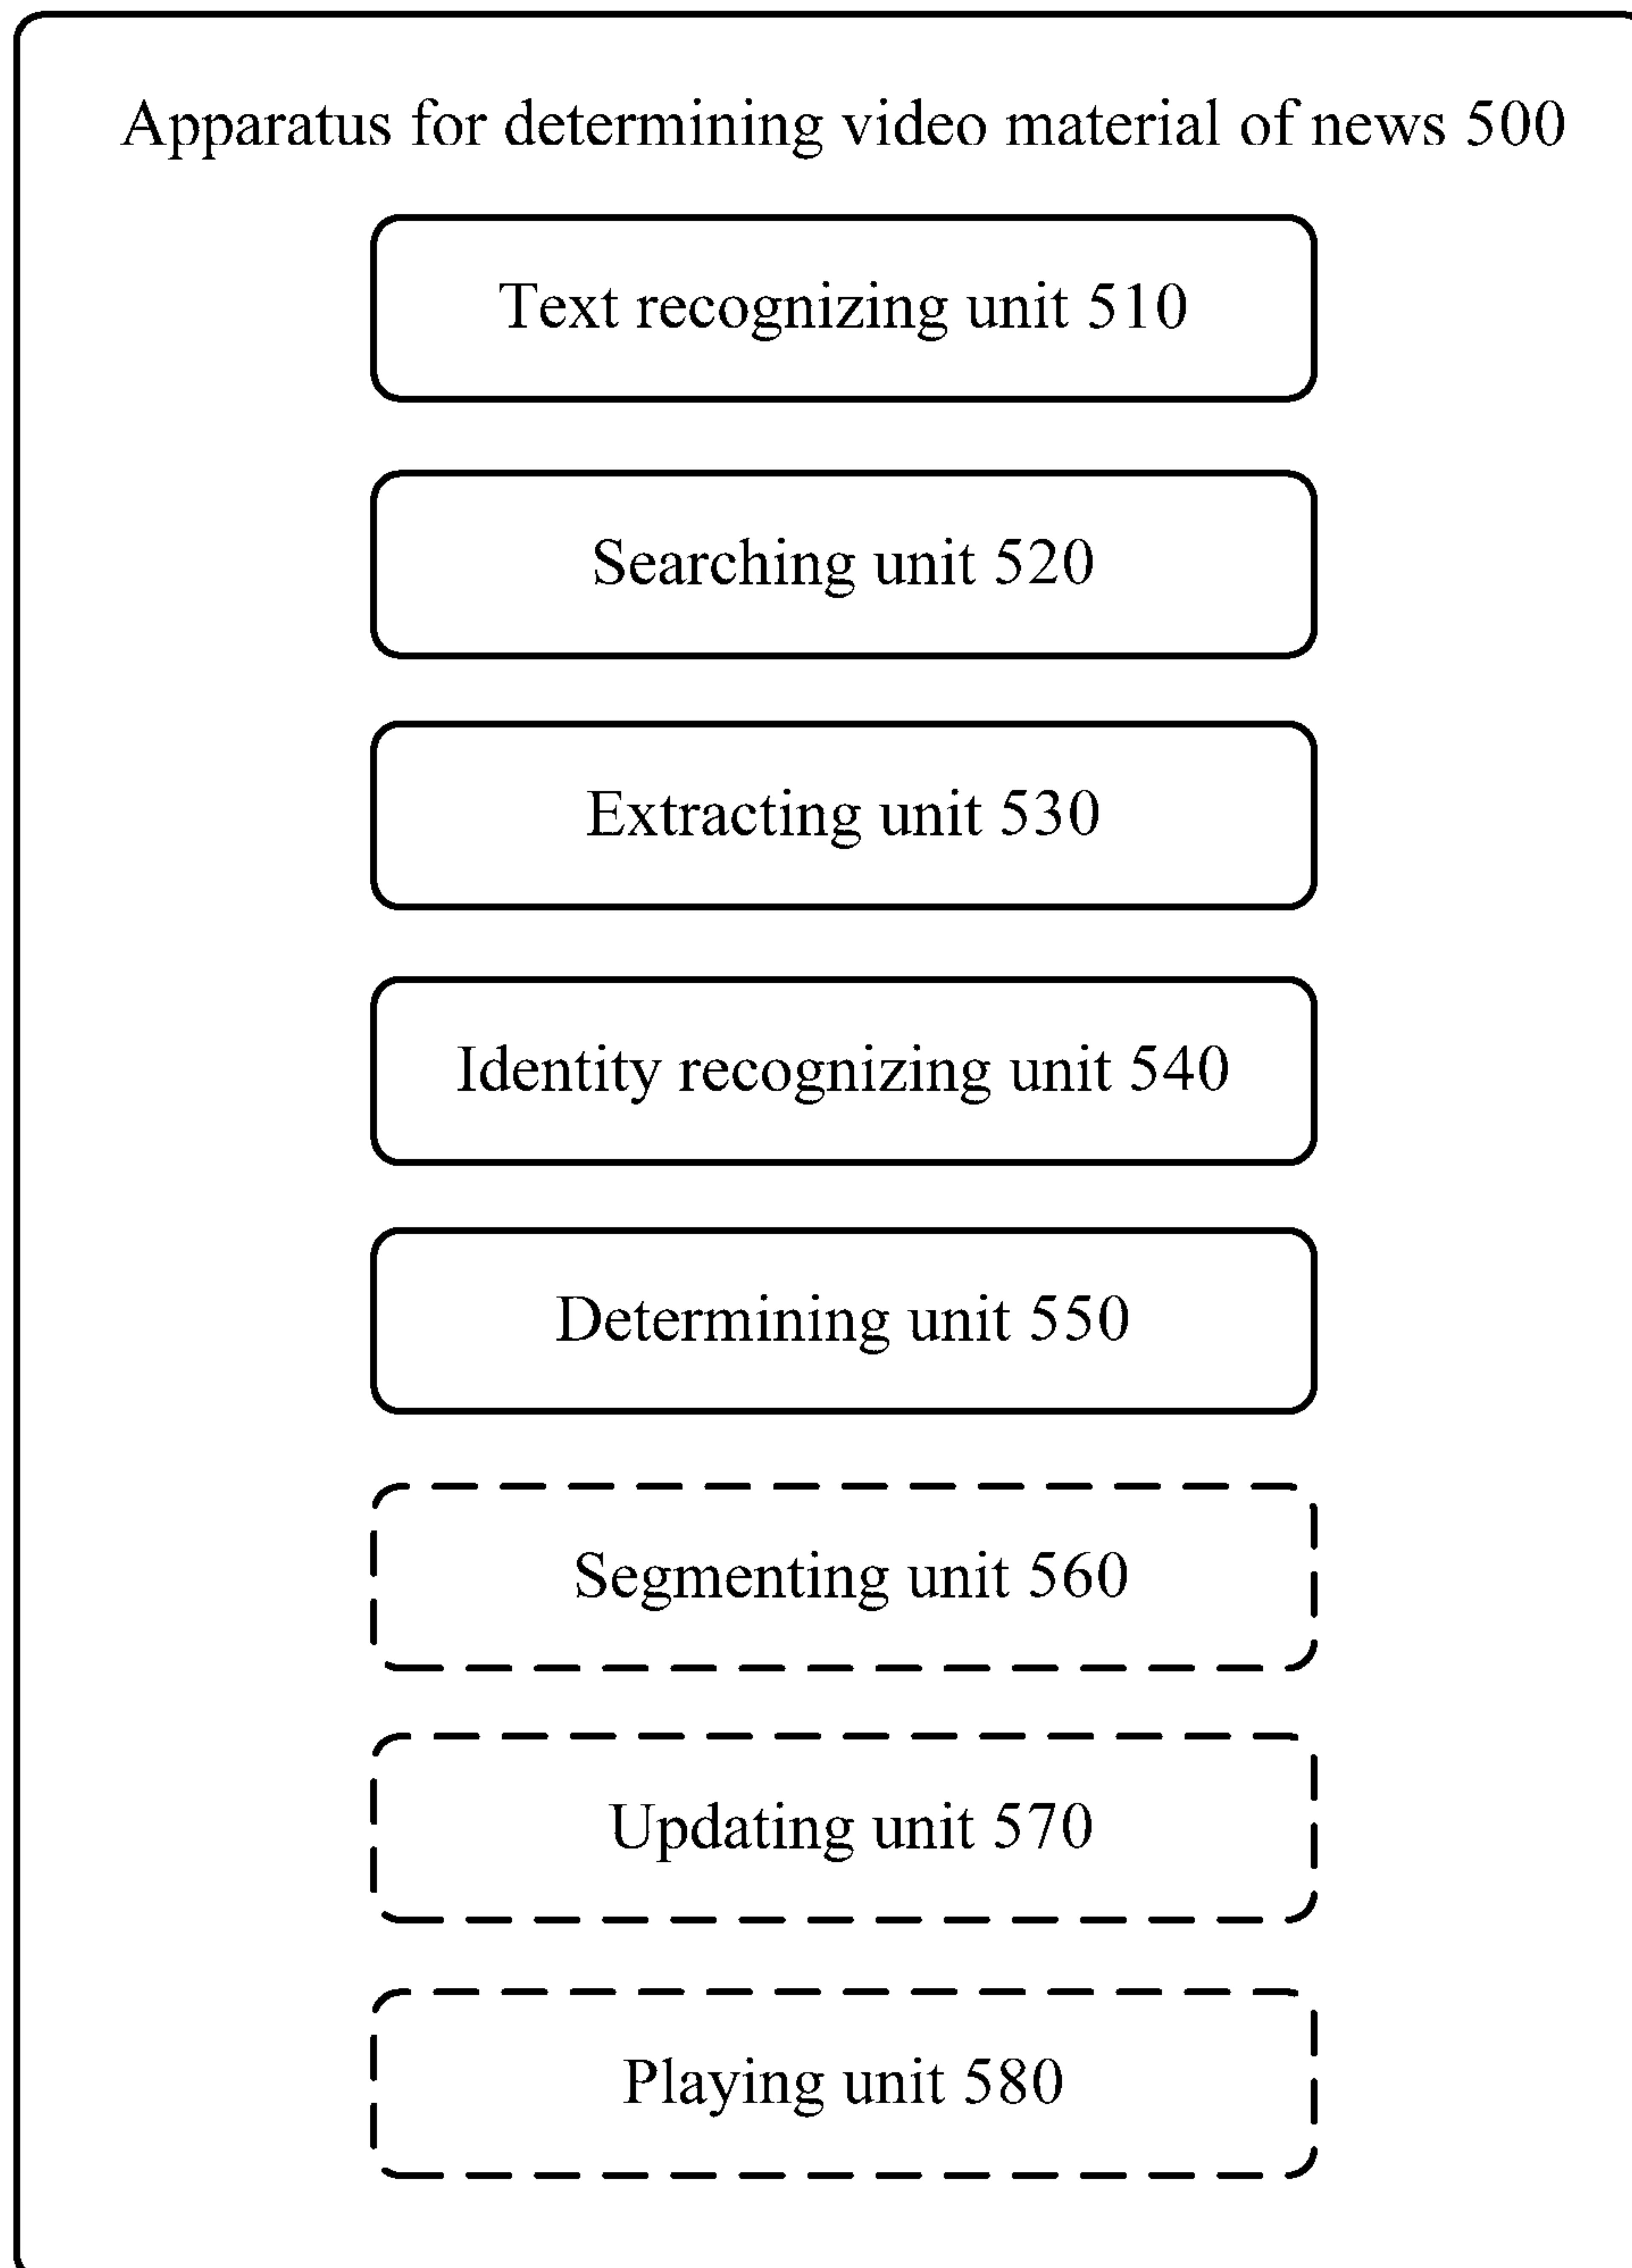 Apparatus for determining video material of news 500
Text recognizing unit 510
Searching unit 520
Extracting unit 530
Identity recognizing unit 540
Determining unit 550
Segmenting unit 560
Updating unit 570
Playing unit 580